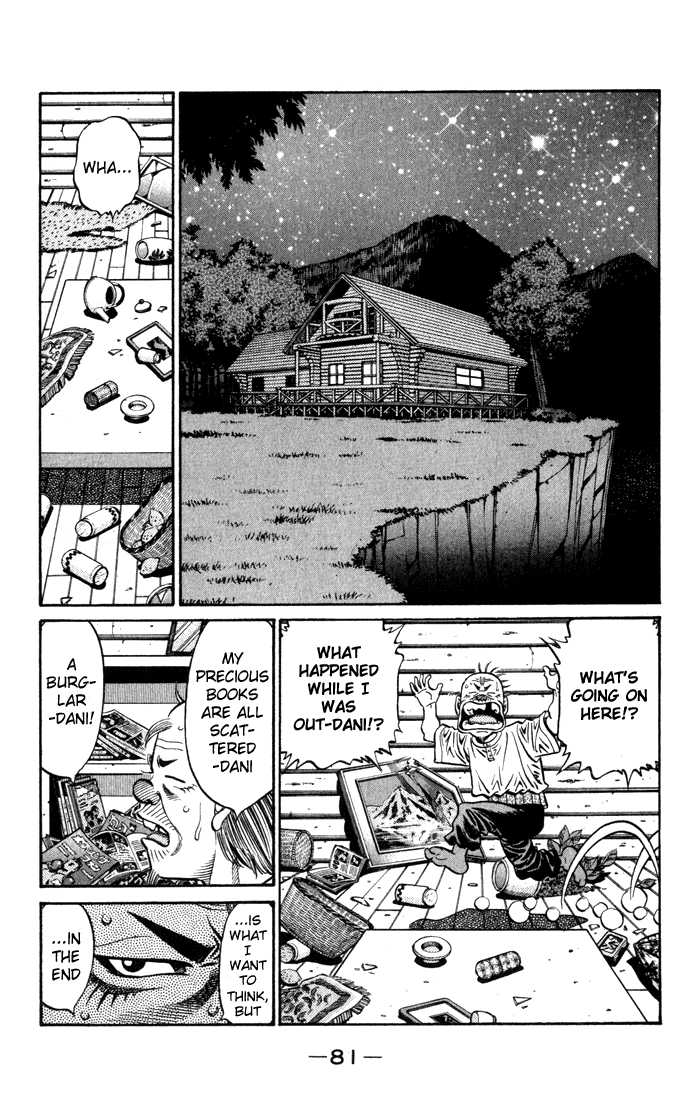 WHA...
WHAT'S
GOING ON
HERE!?
WHAT
HAPPENED
WHILE I
WAS
OUT-DANI!?
MY
PRECIOUS
BOOKS
ARE ALL
SCAT-
TERED
-DANI
A
BURG-
LAR
-DANI!
...IS
WHAT
I
WANT
TO
THINK,
BUT
...IN
THE
END
—81—